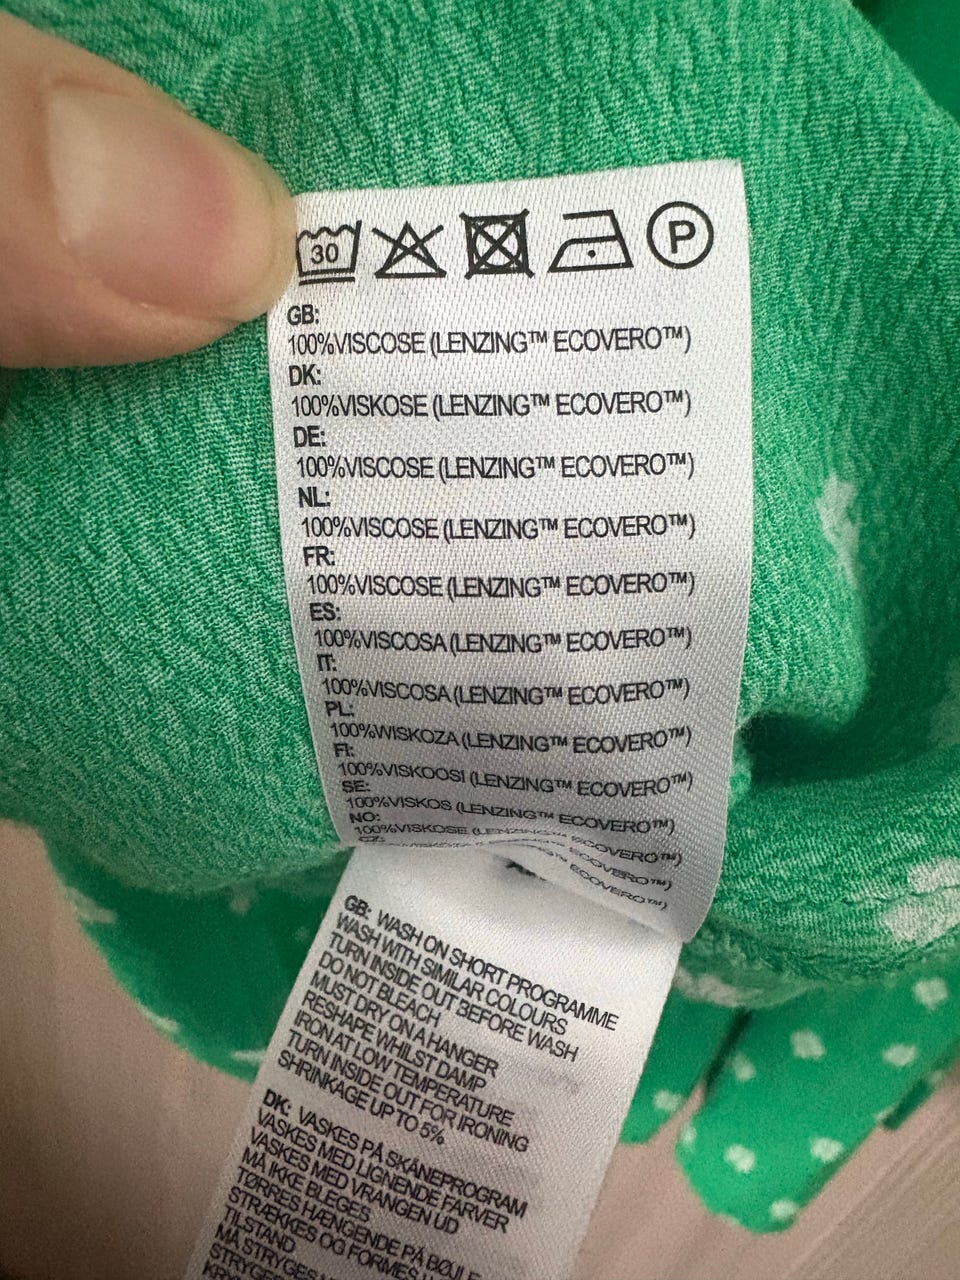 30 P
GB:
100%VISCOSE (LENZING™ ECOVERO™)
DK:
100%VISKOSE (LENZING™ ECOVERO™)
DE:
100%VISCOSE (LENZING™ ECOVERO™)
NL:
100%VISCOSE (LENZING™ ECOVERO™)
FR:
100%VISCOSE (LENZING™ ECOVERO™)
ES:
100%VISCOSA (LENZING™ ECOVERO™)
IT:
100%VISCOSA (LENZING™ ECOVERO™)
PL:
100%WISKOZA (LENZING™ ECOVERO™)
FI:
100%VISKOOSI (LENZING™ ECOVERO™)
SE:
100%VISKOS (LENZING™ ECOVERO™)
NO:
100%VISKOSE (LENZING™ ECOVERO™)
ECOVERO™)
ECOVERO™)
GB: WASH ON SHORT PROGRAMME
WASH WITH SIMILAR COLOURS
TURN INSIDE OUT BEFORE WASH
DO NOT BLEACH
MUST DRY ON A HANGER
RESHAPE WHILST DAMP
IRON AT LOW TEMPERATURE
TURN INSIDE OUT FOR IRONING
SHRINKAGE UP TO 5%
DK: VASKES PÅ SKÅNEPROGRAM
VASKES MED LIGNENDE FARVER
VASKES MED VRANGEN UD
MÅ IKKE BLEGES
TØRRES HÆNGENDE PÅ BØJLE
STRÆKKES OG FORMES
TILSTAND
MÅ STRYGES